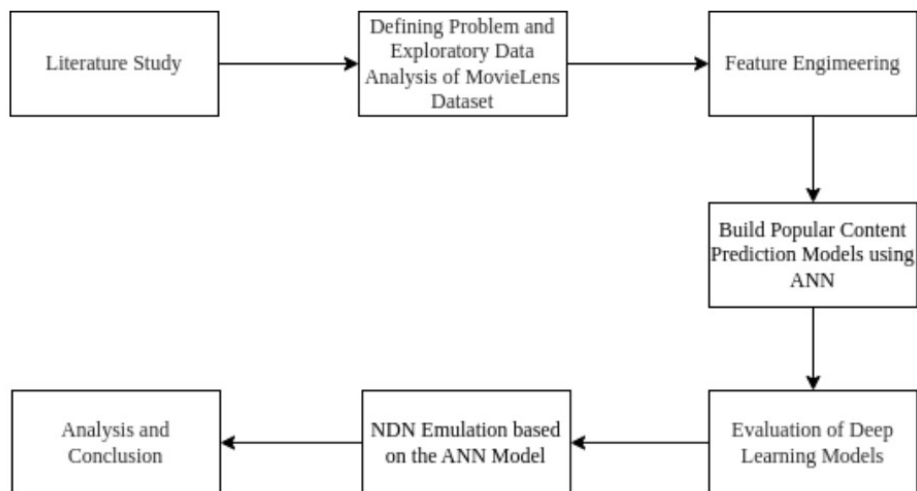 Literature Study
Defining Problem and
Exploratory Data
Analysis of MovieLens
Dataset
Feature Engimeering
Build Popular Content
Prediction Models using
ANN
Evaluation of Deep
Learning Models
NDN Emulation based
on the ANN Model
Analysis and
Conclusion